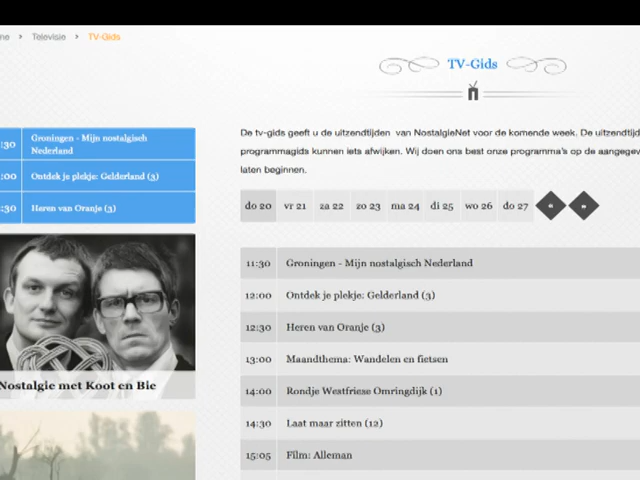 Televisie > TV-Gids
TV-Gids
:30 Groningen - Mijn nostalgisch
Nederland
:00 Ontdek je plekje: Gelderland (3)
:30 Heren van Oranje (3)
De tv-gids geeft u de uitzendtijden van NostalgieNet voor de komende week. De
programmagids kunnen iets afwijken. Wij doen ons best onze programma's op de
laten beginnen.
do 20 vr 21 za 22 zo 23 ma 24 di 25 wo 26 do 27 « »
11:30 Groningen - Mijn nostalgisch Nederland
12:00 Ontdek je plekje: Gelderland (3)
12:30 Heren van Oranje (3)
13:00 Maandthema: Wandelen en fietsen
14:00 Rondje Westfriese Omringdijk (1)
14:30 Laat maar zitten (12)
15:05 Film: Alleman
Nostalgie met Koot en Bie